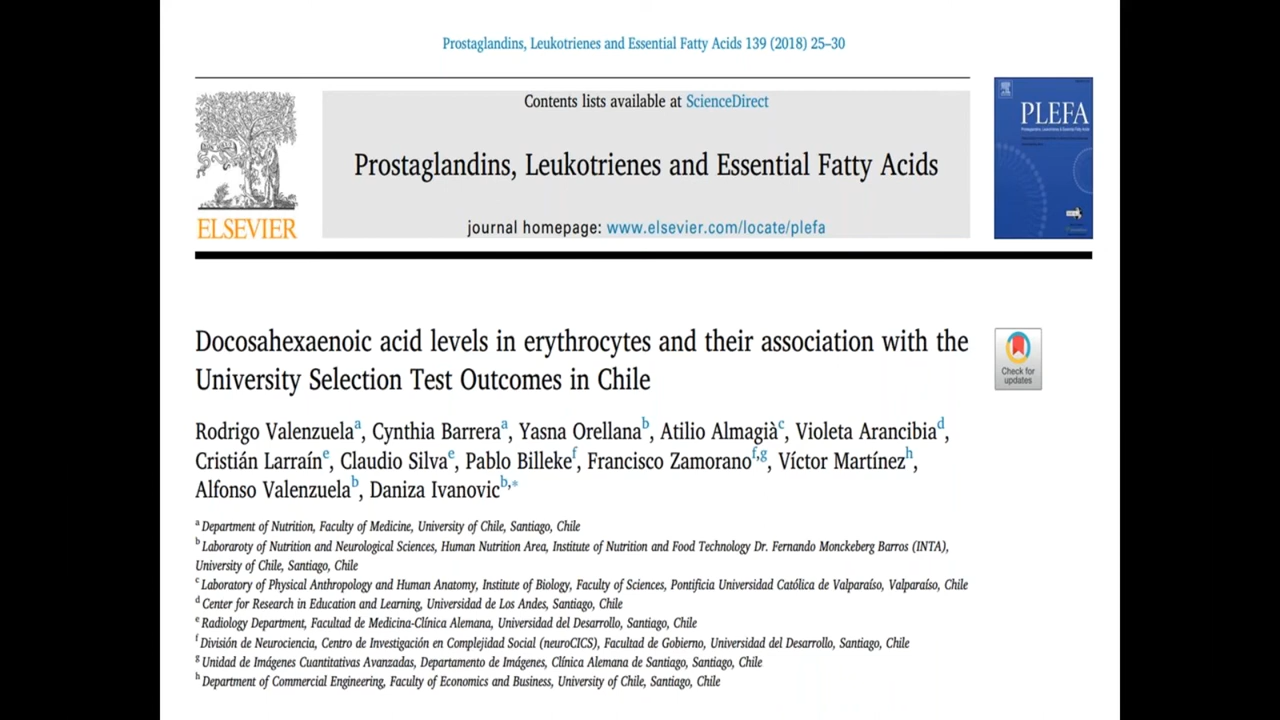 Prostaglandins, Leukotrienes and Essential Fatty Acids 139 (2018) 25–30
Contents lists available at ScienceDirect
Prostaglandins, Leukotrienes and Essential Fatty Acids
journal homepage: www.elsevier.com/locate/plefa
ELSEVIER
PLEFA
Docosahexaenoic acid levels in erythrocytes and their association with the
University Selection Test Outcomes in Chile
Check for
updates
Rodrigo Valenzuelaᵃ, Cynthia Barreraᵃ, Yasna Orellanaᵇ, Atilio Almagiàᶜ, Violeta Arancibiaᵈ,
Cristián Larraínᵉ, Claudio Silvaᵉ, Pablo Billekeᶠ, Francisco Zamoranoᶠ,ᵍ, Víctor Martínezʰ,
Alfonso Valenzuelaᵇ, Daniza Ivanovicᵇ,*
ᵃ Department of Nutrition, Faculty of Medicine, University of Chile, Santiago, Chile
ᵇ Laboraroty of Nutrition and Neurological Sciences, Human Nutrition Area, Institute of Nutrition and Food Technology Dr. Fernando Monckeberg Barros (INTA),
University of Chile, Santiago, Chile
ᶜ Laboratory of Physical Anthropology and Human Anatomy, Institute of Biology, Faculty of Sciences, Pontificia Universidad Católica de Valparaíso, Valparaíso, Chile
ᵈ Center for Research in Education and Learning, Universidad de Los Andes, Santiago, Chile
ᵉ Radiology Department, Facultad de Medicina-Clínica Alemana, Universidad del Desarrollo, Santiago, Chile
ᶠ División de Neurociencia, Centro de Investigación en Complejidad Social (neuroCICS), Facultad de Gobierno, Universidad del Desarrollo, Santiago, Chile
ᵍ Unidad de Imágenes Cuantitativas Avanzadas, Departamento de Imágenes, Clínica Alemana de Santiago, Santiago, Chile
ʰ Department of Commercial Engineering, Faculty of Economics and Business, University of Chile, Santiago, Chile